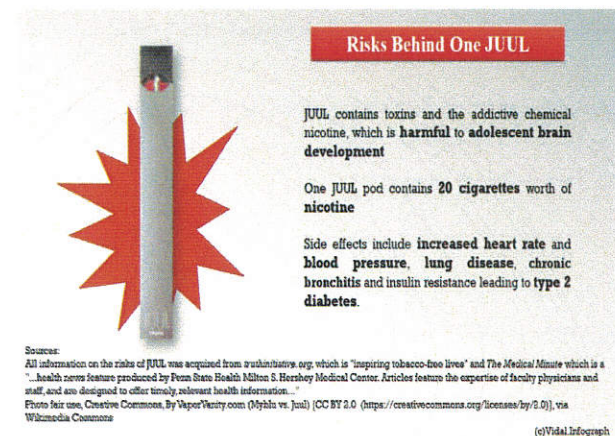 Risks Behind One JUUL
JUUL contains toxins and the addictive chemical
nicotine, which is harmful to adolescent brain
development
One JUUL pod contains 20 cigarettes worth of
nicotine
Side effects include increased heart rate and
blood pressure, lung disease, chronic
bronchitis and insulin resistance leading to type 2
diabetes.
Sources:
All information on the risks of JUUL was acquired from truthinitiative.org, which is "inspiring tobacco-free lives" and The Medical Minute which is a
"...health news feature produced by Penn State Health Milton S. Hershey Medical Center. Articles feature the expertise of faculty physicians and
staff, and are designed to offer timely, relevant health information..."
Photo fair use, Creative Commons, By VaporVanity.com (Myblu vs. Juul) [CC BY 2.0 (https://creativecommons.org/licenses/by/2.0)], via
Wikimedia Commons
(c)Vidal.Infograph